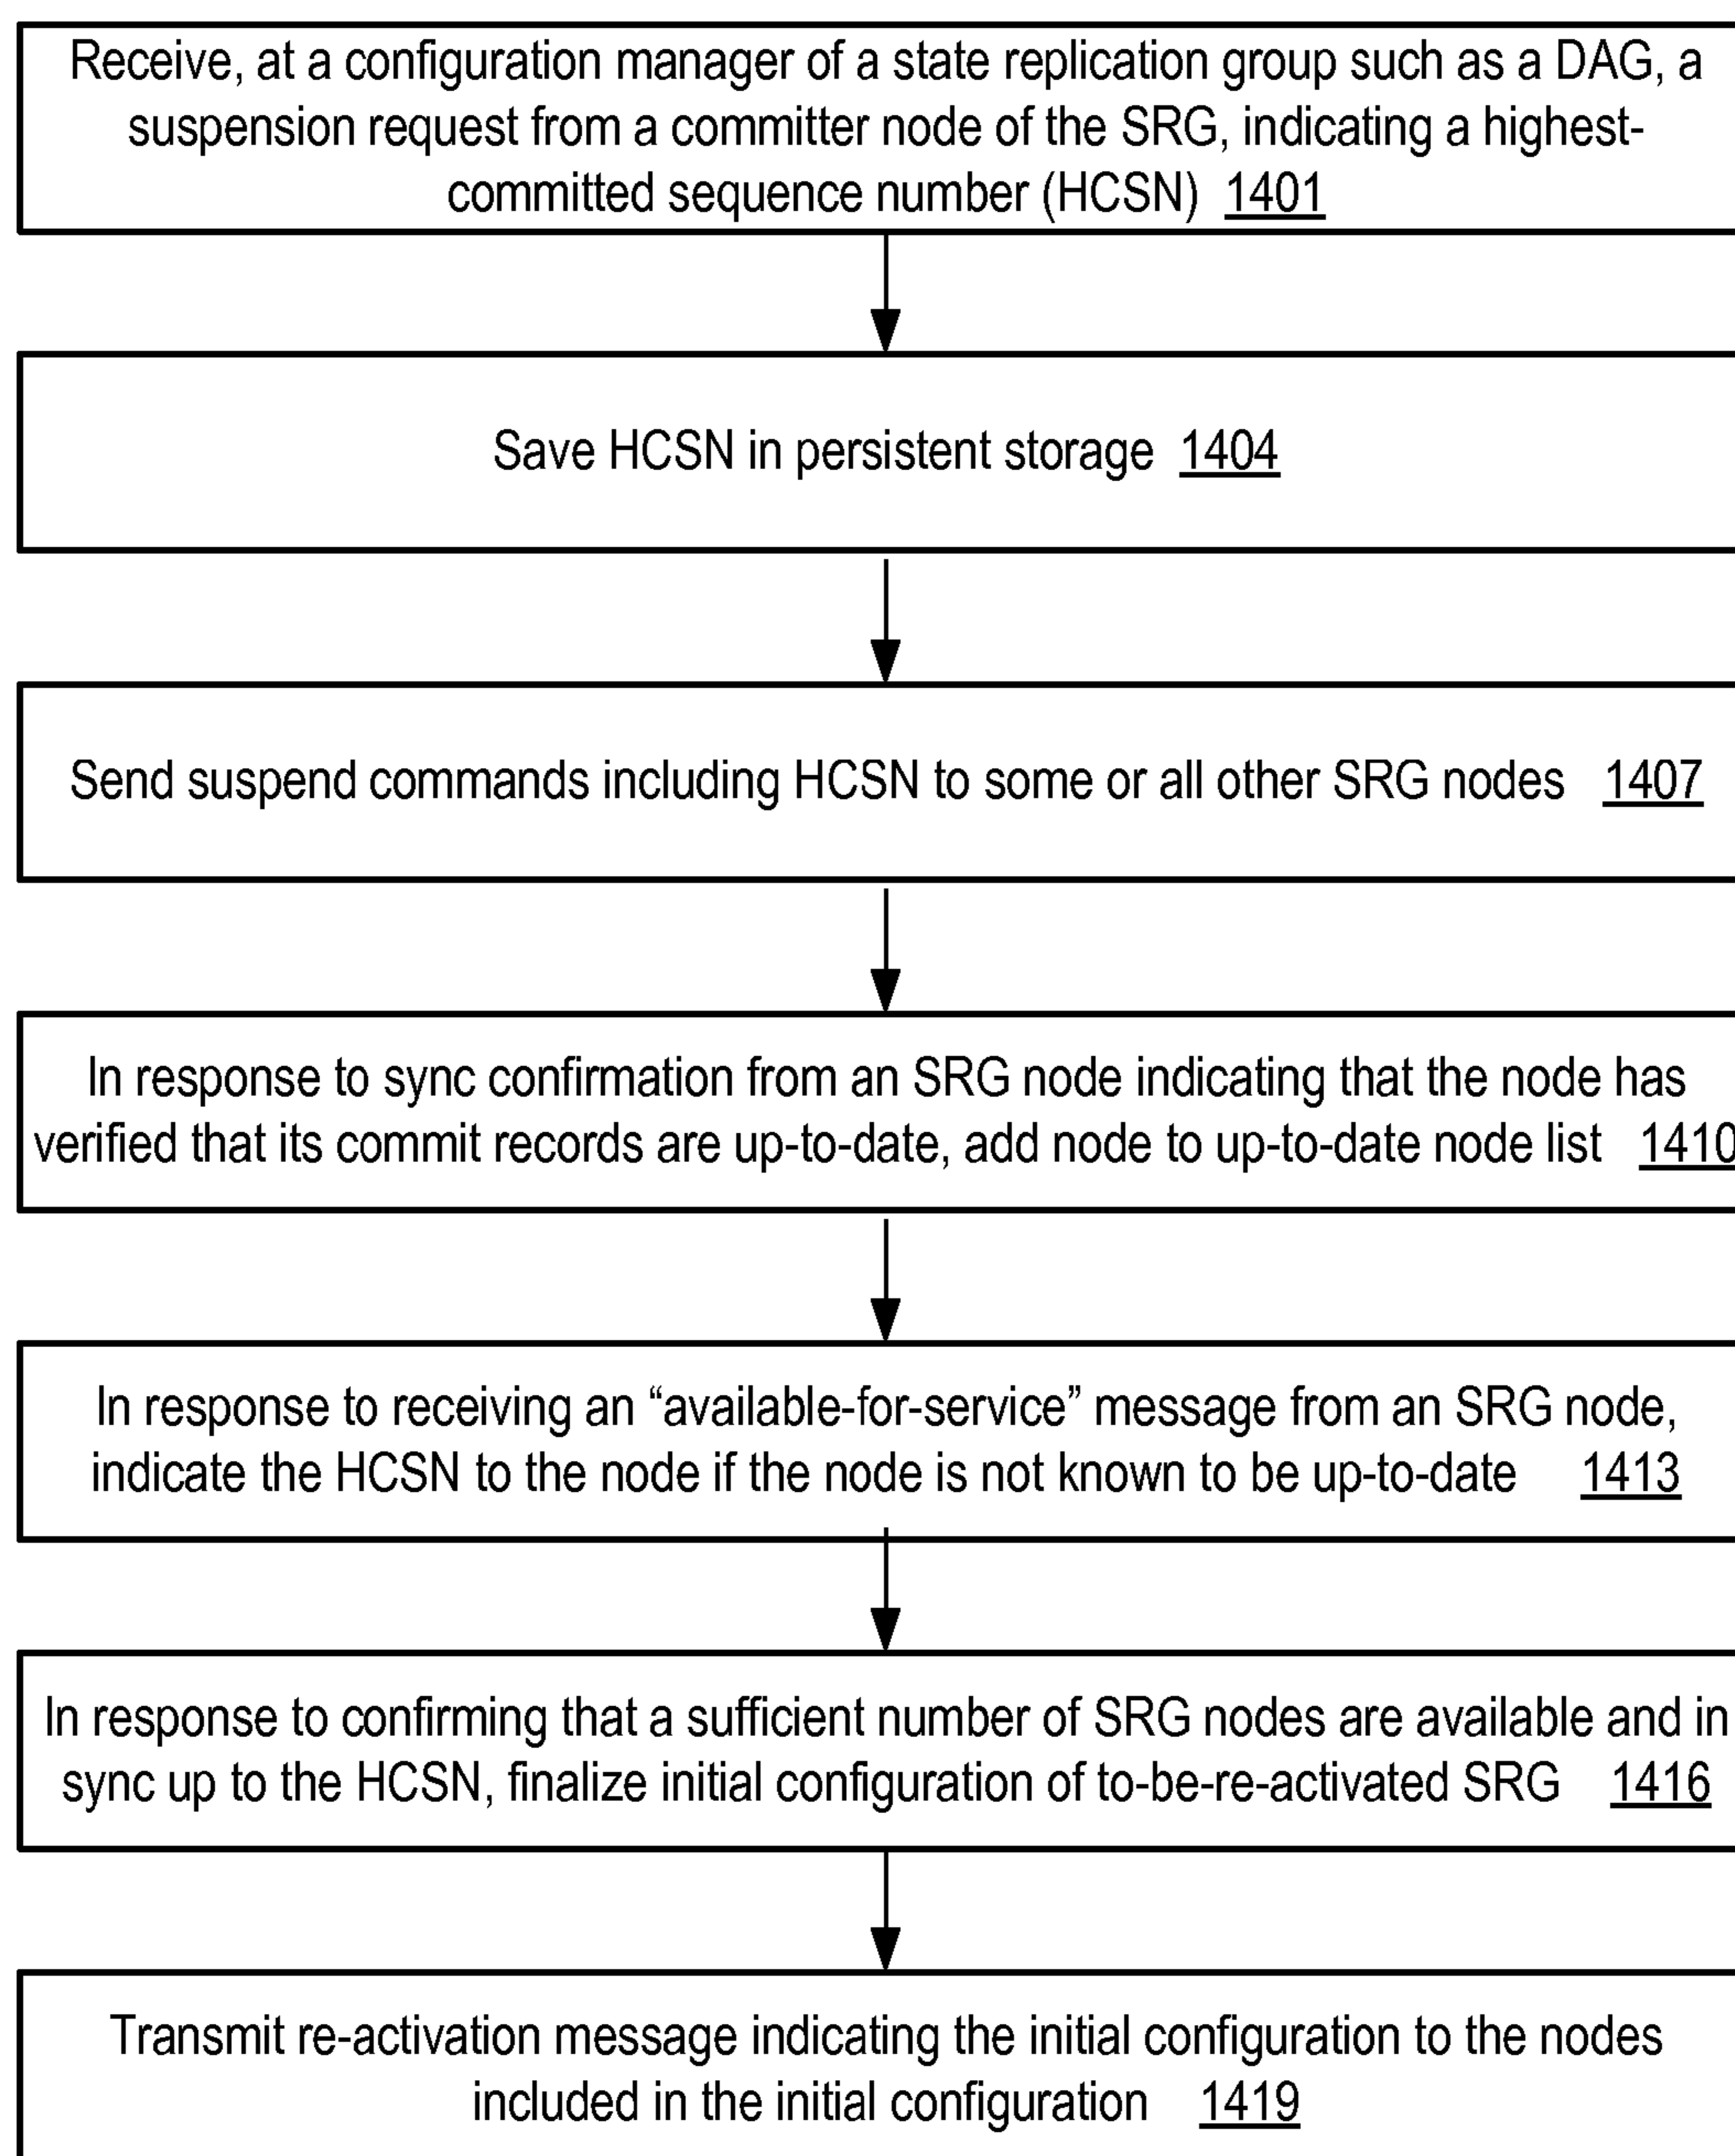 Receive, at a configuration manager of a state replication group such as a DAG, a
suspension request from a committer node of the SRG, indicating a highest-
committed sequence number (HCSN) 1401
Save HCSN in persistent storage 1404
Send suspend commands including HCSN to some or all other SRG nodes 1407
In response to sync confirmation from an SRG node indicating that the node has
verified that its commit records are up-to-date, add node to up-to-date node list 1410
In response to receiving an “available-for-service” message from an SRG node,
indicate the HCSN to the node if the node is not known to be up-to-date 1413
In response to confirming that a sufficient number of SRG nodes are available and in
sync up to the HCSN, finalize initial configuration of to-be-re-activated SRG 1416
Transmit re-activation message indicating the initial configuration to the nodes
included in the initial configuration 1419